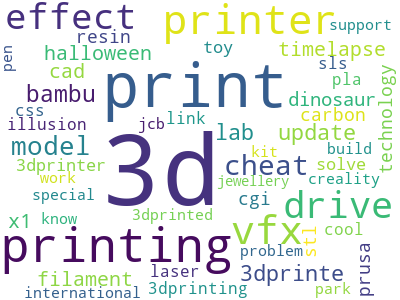 effect
printer
support
resin
pen
halloween
toy
timelapse
cad
print
sls
pla
bambu
dinosaur
technology
css
link
carbon
illusion
jcb
3d
lab
update
model
cheat
build
solve
3dprinter
kit
work
jewellery
creality
special
cgi
drive
x1
know
3dprinted
vfx
stl
cool
printing
problem
prusa
laser
3dprinte
filament
3dprinting
park
international